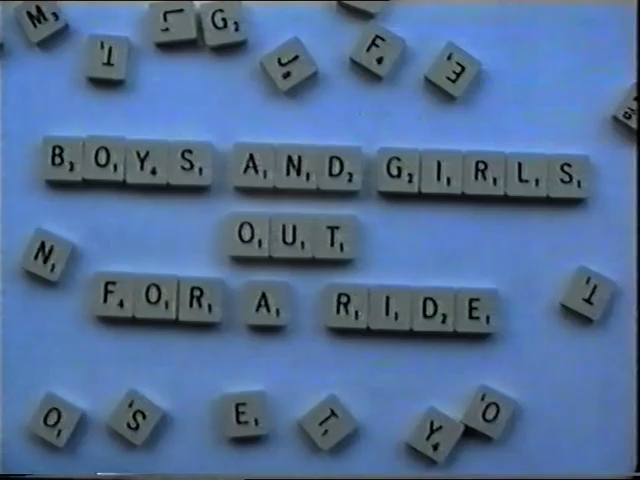 M L G
T J F E
BOYS AND GIRLS
OUT
N
FOR A RIDE
T
O S E T Y O